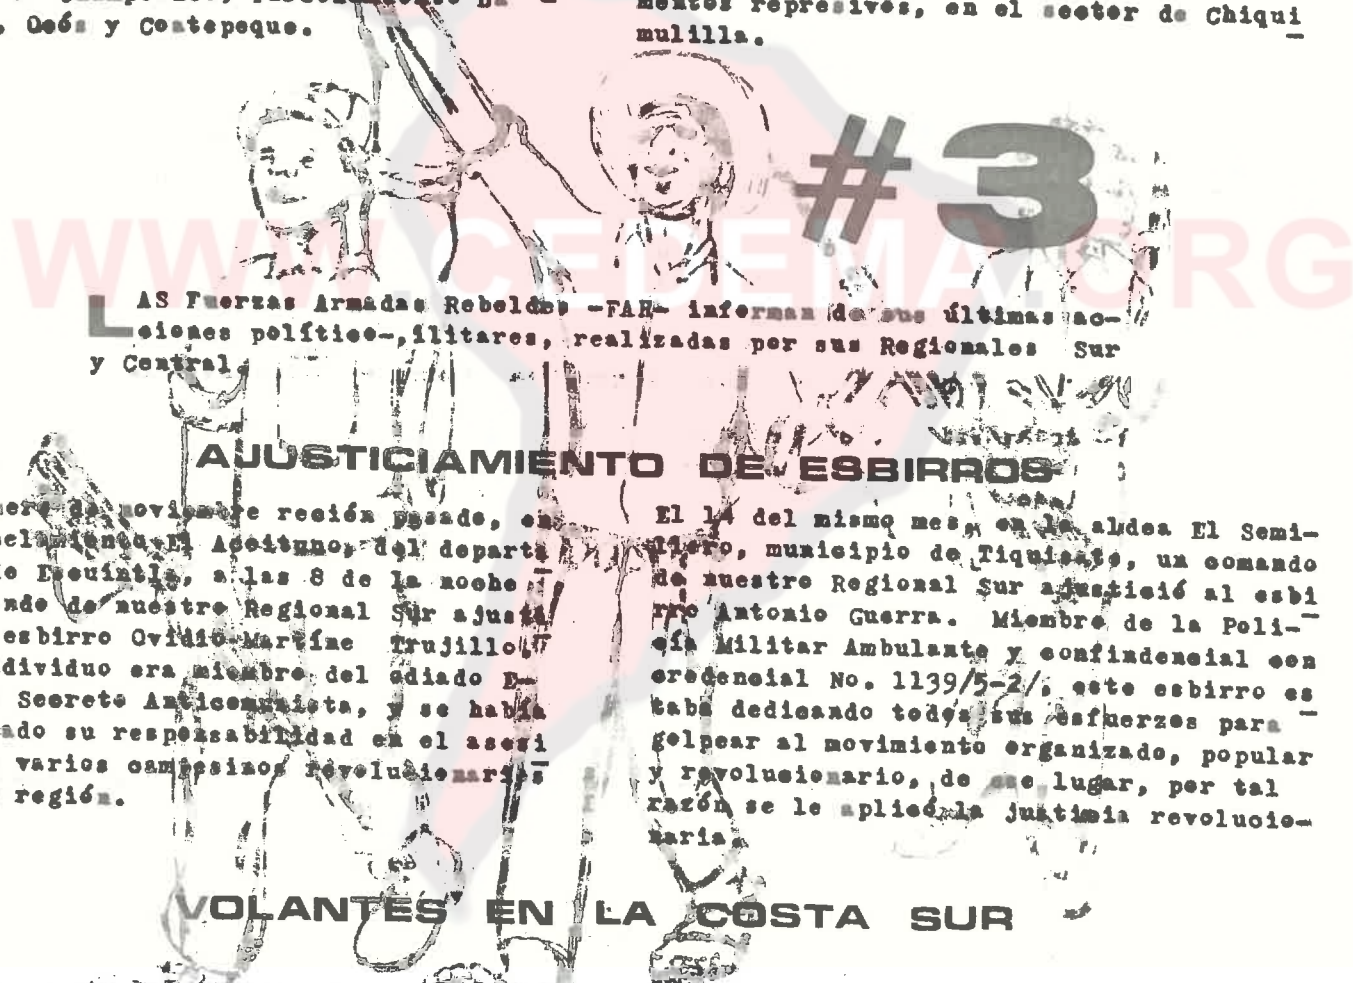 , Ocós y Coatepeque.
mentos represivos, en el sector de Chiqui
mulilla.
#3
WWW.CEDEMA.ORG
LAS Fuerzas Armadas Rebeldes -FAR- informan de sus últimas ac-
ciones político-,ilitares, realizadas por sus Regionales Sur
y Central.
AJUSTICIAMIENTO DE ESBIRROS
de noviembre recién pasado, en
El Aceituno, del departa
Escuintla, a las 8 de la noche
de nuestro Regional Sur ajusti
esbirro Ovidio Martíne Trujillo.
dividuo era miembro del odiado E-
Secreto Anticomunista, y se había
ado su responsabilidad en el asesi
varios campesinos revolucionarios
región.
El 14 del mismo mes, en la aldea El Semi-
llero, municipio de Tiquisate, un comando
de nuestro Regional Sur ajustició al esbi
rro Antonio Guerra. Miembro de la Poli-
cía Militar Ambulante y confindencial con
credencial No. 1139/5-2/, este esbirro es
taba dedicando todos sus esfuerzos para
golpear al movimiento organizado, popular
y revolucionario, de ese lugar, por tal
razón se le aplicó la justicia revolucio-
naria.
VOLANTES EN LA COSTA SUR